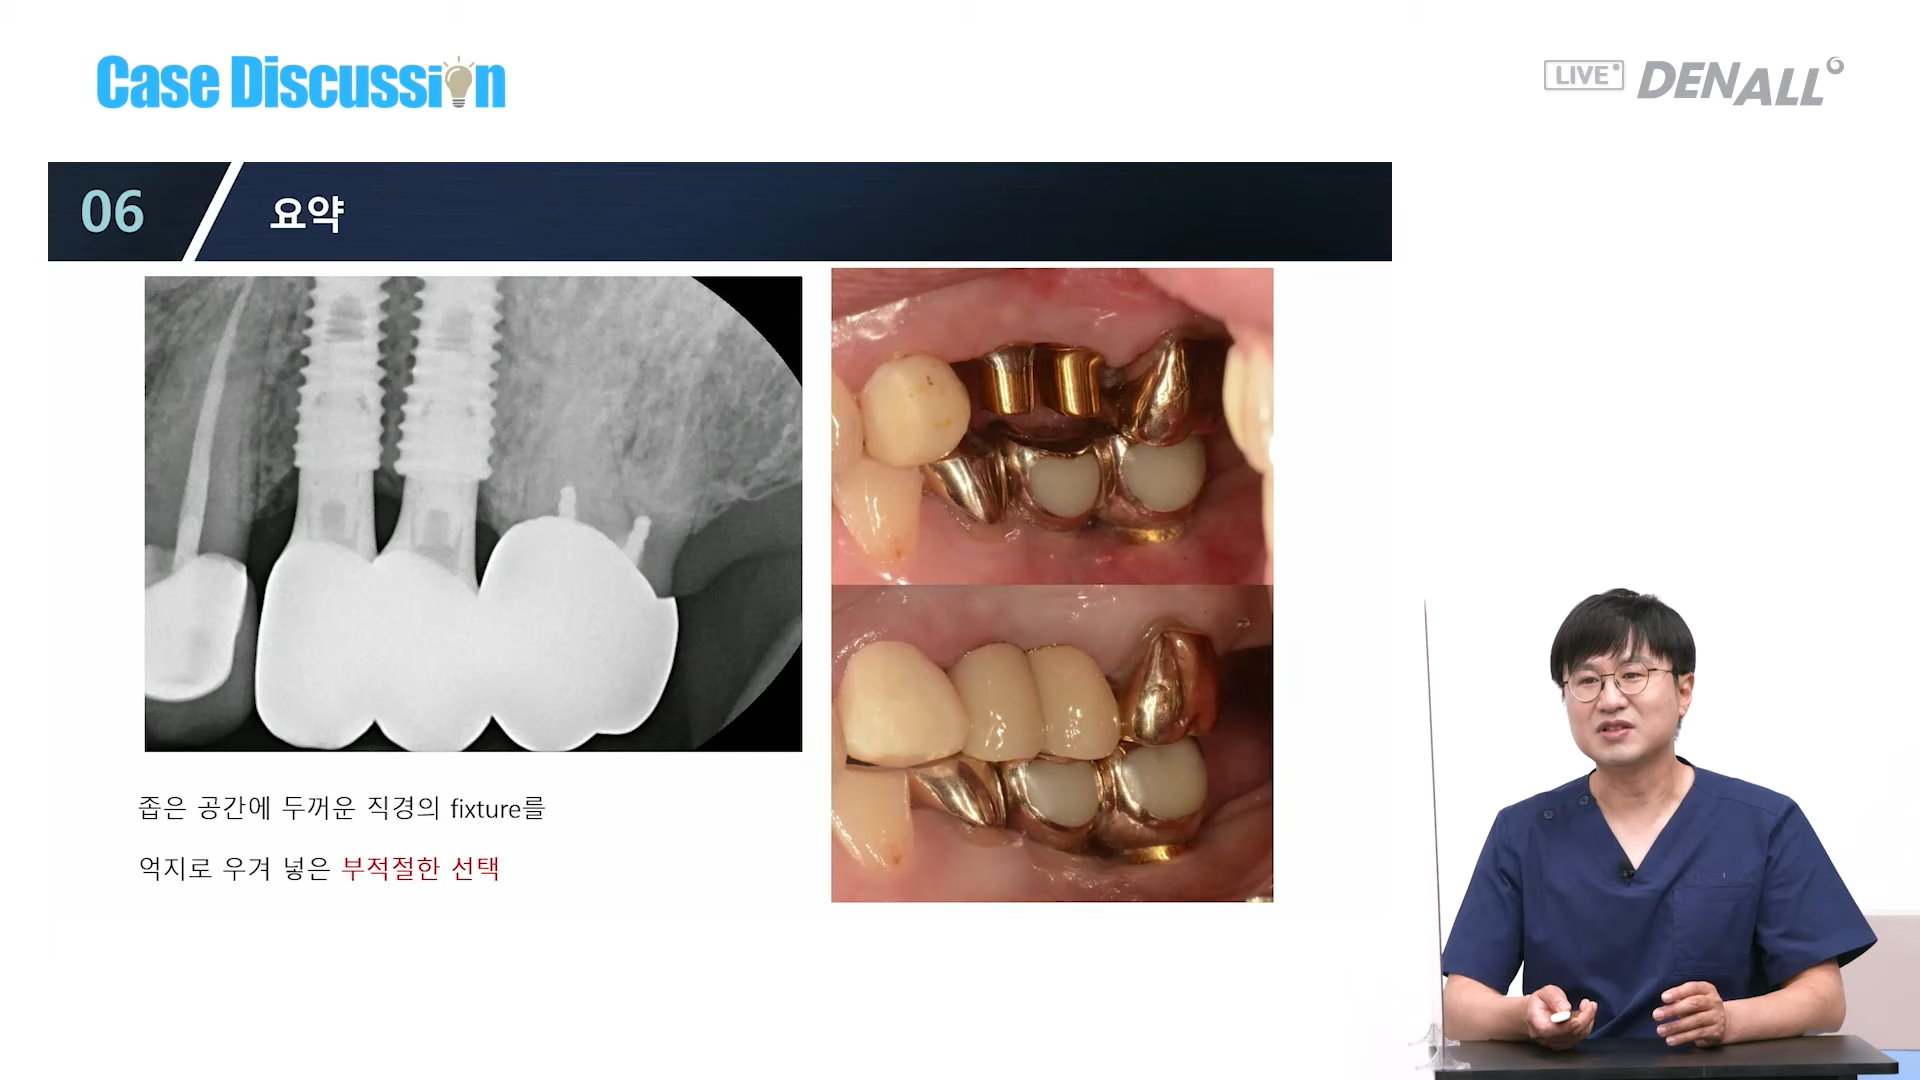 Case Discussion
LIVE DENALL
06 요약
좁은 공간에 두꺼운 직경의 fixture를
억지로 우겨 넣은 부적절한 선택